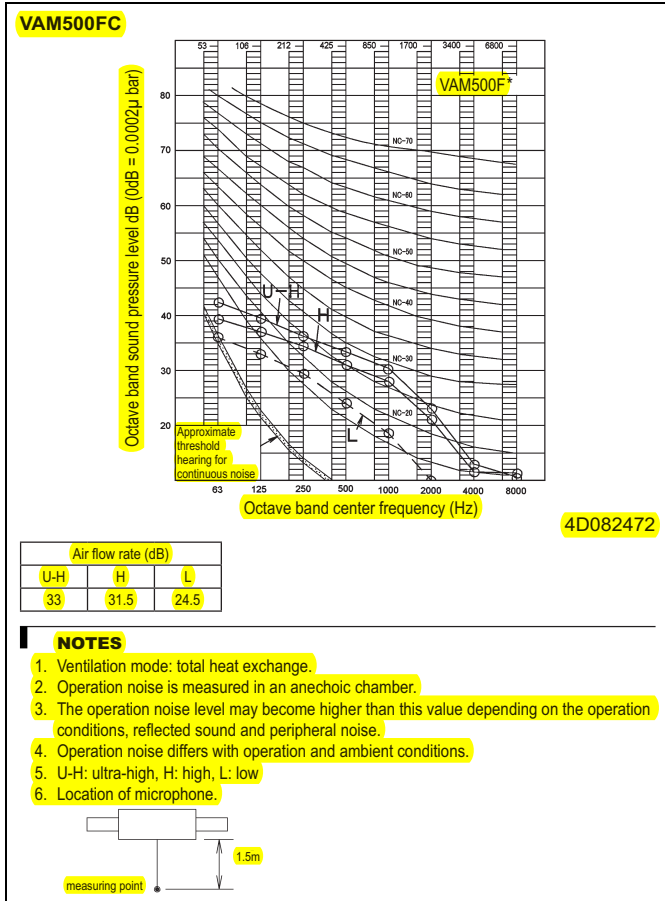 VAM500FC
53 106 212 425 850 1700 3400 6800
VAM500F*
Octave band sound pressure level dB (0dB = 0.0002µ bar)
80
70
60
50
40
30
20
NC-70
NC-60
NC-50
NC-40
NC-30
NC-20
U-H
H
L
Approximate
threshold
hearing for
continuous noise
63 125 250 500 1000 2000 4000 8000
Octave band center frequency (Hz)
4D082472
Air flow rate (dB)
U-H H L
33 31.5 24.5
NOTES
1. Ventilation mode: total heat exchange.
2. Operation noise is measured in an anechoic chamber.
3. The operation noise level may become higher than this value depending on the operation
conditions, reflected sound and peripheral noise.
4. Operation noise differs with operation and ambient conditions.
5. U-H: ultra-high, H: high, L: low
6. Location of microphone.
1.5m
measuring point